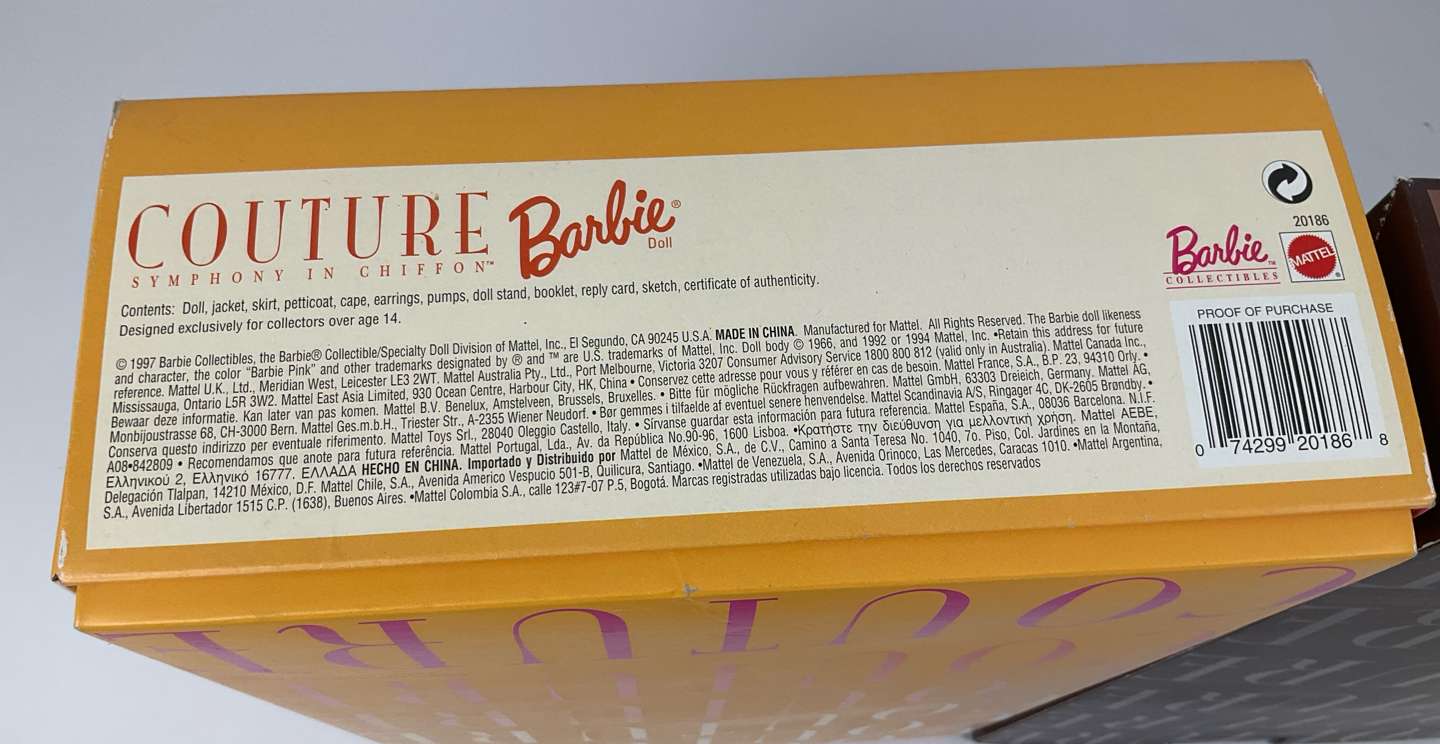 COUTURE Barbie®
SYMPHONY IN CHIFFON™ Doll
Contents: Doll, jacket, skirt, petticoat, cape, earrings, pumps, doll stand, booklet, reply card, sketch, certificate of authenticity.
Designed exclusively for collectors over age 14.
© 1997 Barbie Collectibles, the Barbie® Collectible/Specialty Doll Division of Mattel, Inc., El Segundo, CA 90245 U.S.A. MADE IN CHINA. Manufactured for Mattel. All Rights Reserved. The Barbie doll likeness
and character, the color "Barbie Pink" and other trademarks designated by ® and ™ are U.S. trademarks of Mattel, Inc. Doll body © 1966, and 1992 or 1994 Mattel, Inc. •Retain this address for future
reference. Mattel U.K., Ltd., Meridian West, Leicester LE3 2WT. Mattel Australia Pty., Ltd., Port Melbourne, Victoria 3207 Consumer Advisory Service 1800 800 812 (valid only in Australia). Mattel Canada Inc.,
Mississauga, Ontario L5R 3W2. Mattel East Asia Limited, 930 Ocean Centre, Harbour City, HK, China • Conservez cette adresse pour vous y référer en cas de besoin. Mattel France, S.A., B.P. 23, 94310 Orly. •
Bewaar deze informatie. Kan later van pas komen. Mattel B.V. Benelux, Amstelveen, Brussels, Bruxelles. • Bitte für mögliche Rückfragen aufbewahren. Mattel GmbH, 63303 Dreieich, Germany. Mattel AG,
Monbijoustrasse 68, CH-3000 Bern. Mattel Ges.m.b.H., Triester Str., A-2355 Wiener Neudorf. • Bør gemmes i tilfaelde af eventuel senere henvendelse. Mattel Scandinavia A/S, Ringager 4C, DK-2605 Brøndby. •
Conserva questo indirizzo per eventuale riferimento. Mattel Toys Srl., 28040 Oleggio Castello, Italy. • Sírvanse guardar esta información para futura referencia. Mattel España, S.A., 08036 Barcelona. N.I.F.
A08•842809 • Recomendamos que anote para futura referência. Mattel Portugal, Lda., Av. da República No.90-96, 1600 Lisboa. •Κρατήστε την διεύθυνση για μελλοντική χρήση. Mattel AEBE,
Ελληνικού 2, Ελληνικό 16777. ΕΛΛΑΔΑ HECHO EN CHINA. Importado y Distribuido por Mattel de México, S.A., de C.V., Camino a Santa Teresa No. 1040, 7o. Piso, Col. Jardines en la Montaña,
Delegación Tlalpan, 14210 México, D.F. Mattel Chile, S.A., Avenida Americo Vespucio 501-B, Quilicura, Santiago. •Mattel de Venezuela, S.A., Avenida Orinoco, Las Mercedes, Caracas 1010. •Mattel Argentina,
S.A., Avenida Libertador 1515 C.P. (1638), Buenos Aires. •Mattel Colombia S.A., calle 123#7-07 P.5, Bogotá. Marcas registradas utilizadas bajo licencia. Todos los derechos reservados
20186
Barbie™
COLLECTIBLES
MATTEL®
PROOF OF PURCHASE
0 74299 20186 8
COUTURE